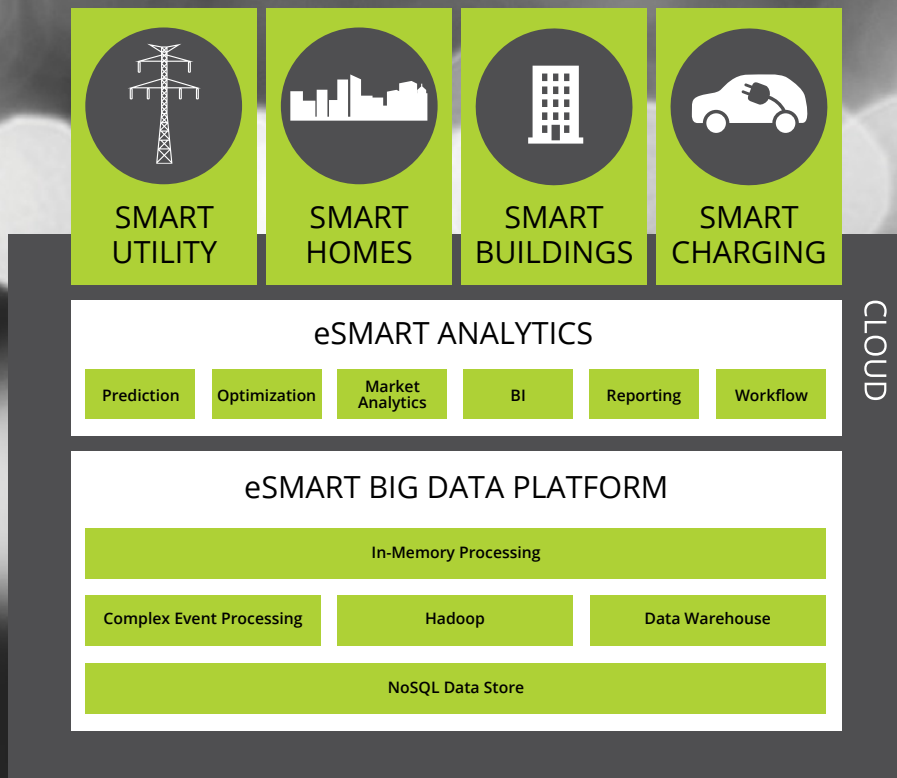 SMART
UTILITY
SMART
HOMES
SMART
BUILDINGS
SMART
CHARGING
CLOUD
eSMART ANALYTICS
Prediction
Optimization
Market
Analytics
BI
Reporting
Workflow
eSMART BIG DATA PLATFORM
In-Memory Processing
Complex Event Processing
Hadoop
Data Warehouse
NoSQL Data Store